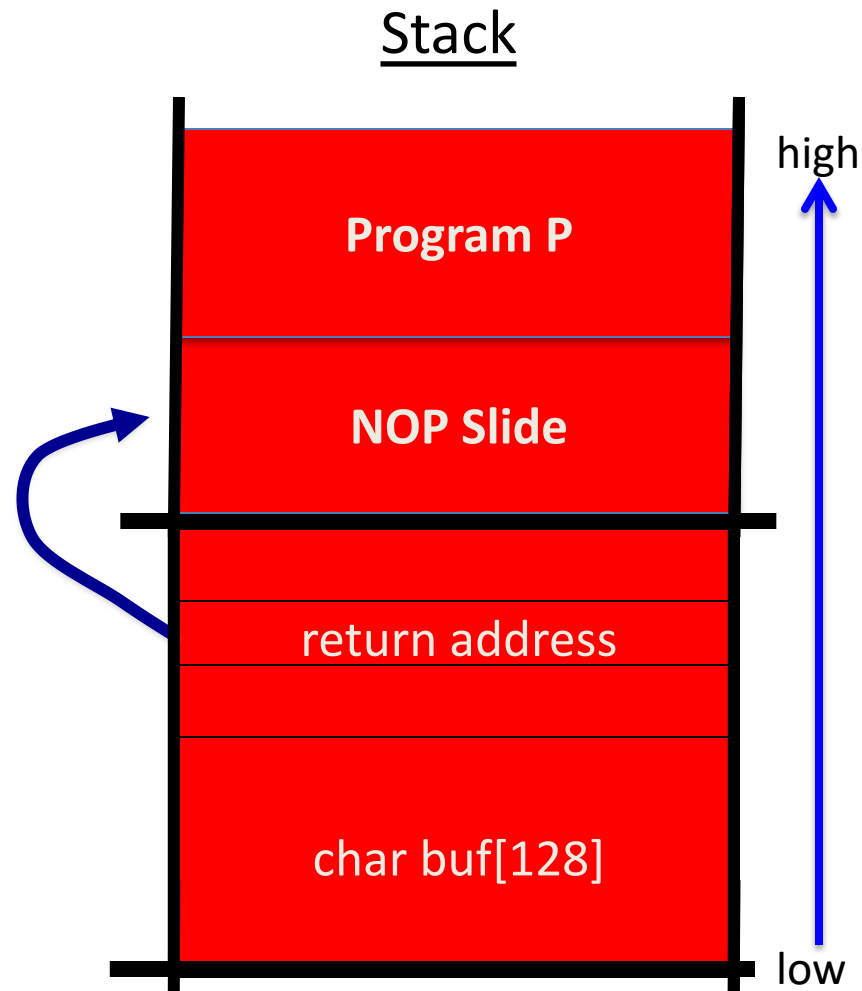 Stack
high
Program P
NOP Slide
return address
char buf[128]
low